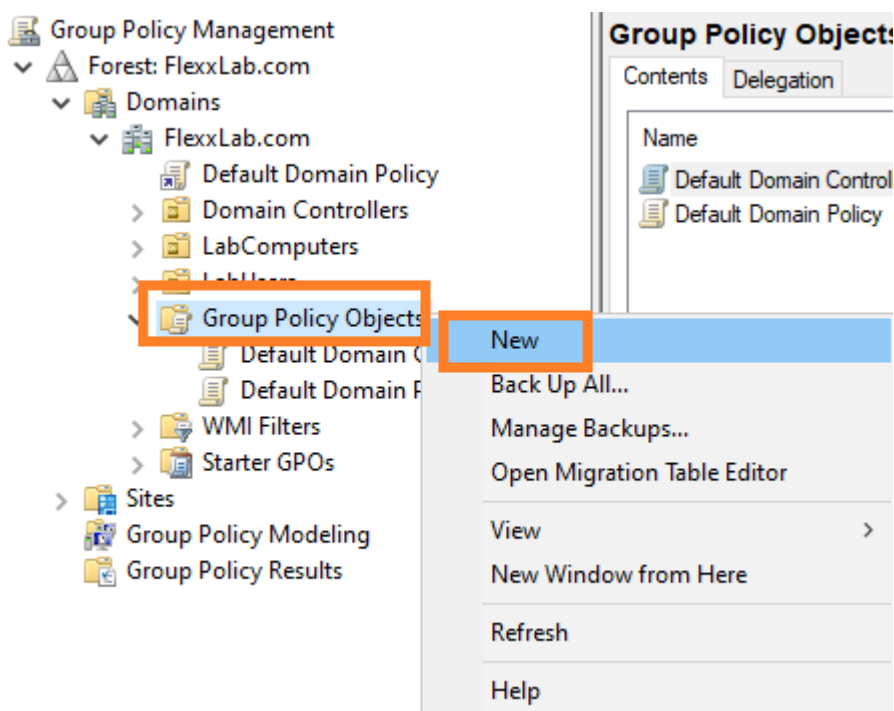 Group Policy Management
Forest: FlexxLab.com
Domains
FlexxLab.com
Default Domain Policy
Domain Controllers
LabComputers
LabUsers
Group Policy Objects
Default Domain
Default Domain
WMI Filters
Starter GPOs
Sites
Group Policy Modeling
Group Policy Results
Group Policy Objects
Contents
Delegation
Name
Default Domain Control
Default Domain Policy
New
Back Up All...
Manage Backups...
Open Migration Table Editor
View
New Window from Here
Refresh
Help